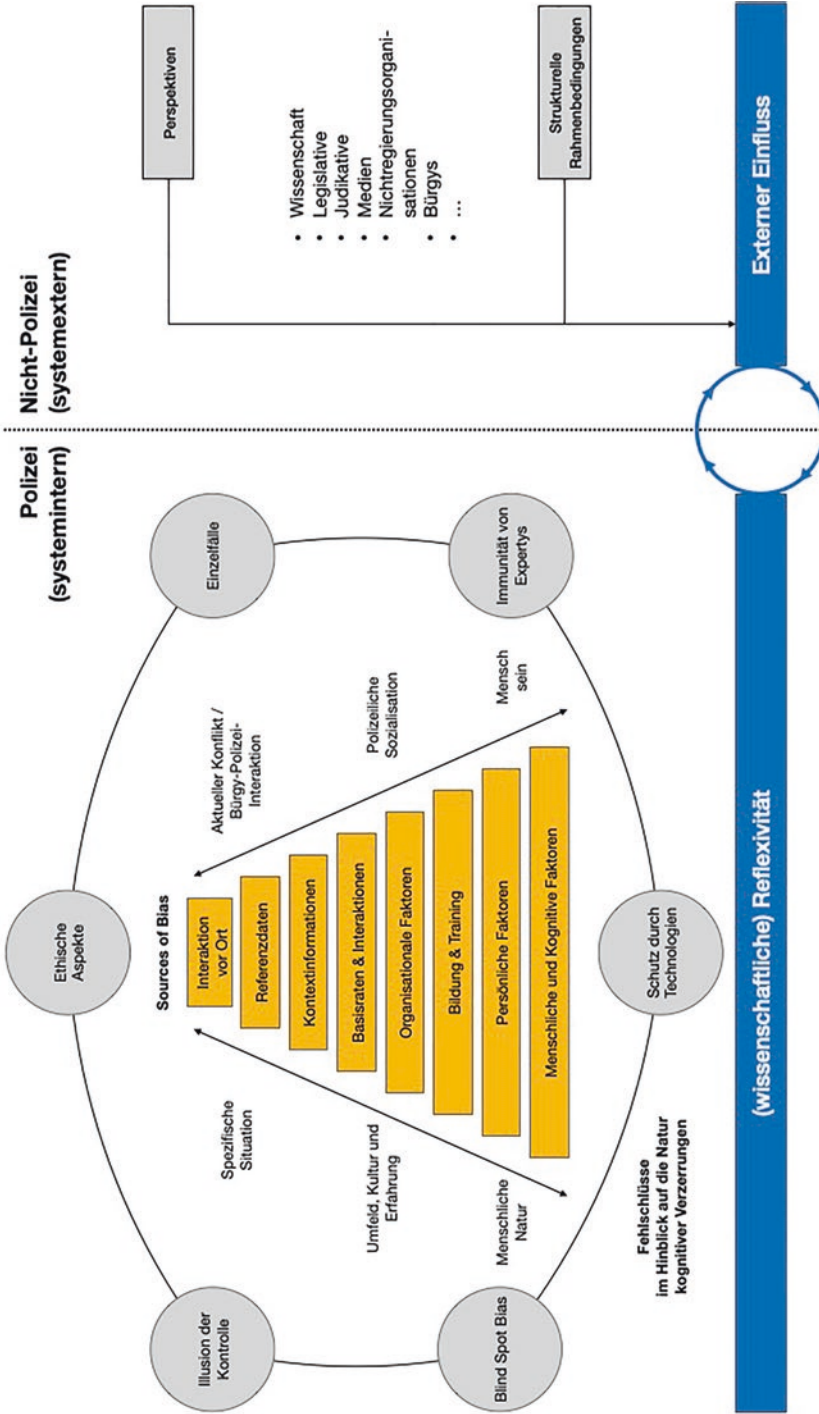 Polizei
(systemintern)
Nicht-Polizei
(systemextern)
Ethische
Aspekte
Illusion der
Kontrolle
Einzelfälle
Sources of Bias
Interaktion
vor Ort
Referenzdaten
Kontextinformationen
Basisraten & Interaktionen
Organisationale Faktoren
Bildung & Training
Persönliche Faktoren
Menschliche und Kognitive Faktoren
Spezifische
Situation
Umfeld, Kultur und
Erfahrung
Menschliche
Natur
Aktueller Konflikt /
Bürgy-Polizei-
Interaktion
Polizeiliche
Sozialisation
Mensch
sein
Blind Spot Bias
Immunität von
Expertys
Schutz durch
Technologien
Fehlschlüsse
im Hinblick auf die Natur
kognitiver Verzerrungen
Perspektiven
• Wissenschaft
• Legislative
• Judikative
• Medien
• Nichtregierungsorgani-
sationen
• Bürgys
• …
Strukturelle
Rahmenbedingungen
(wissenschaftliche) Reflexivität
Externer Einfluss